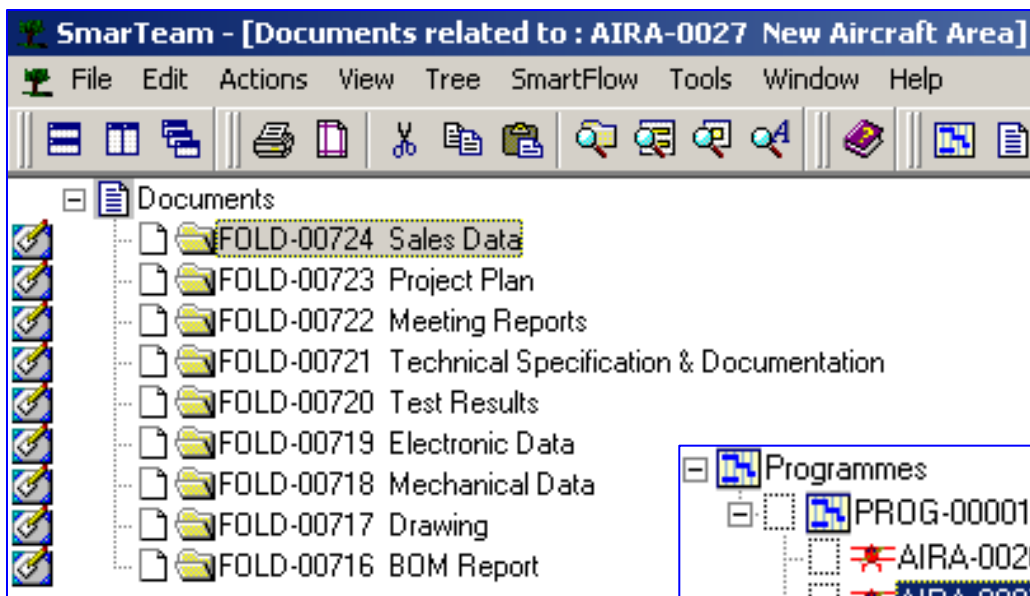 SmarTeam - [Documents related to : AIRA-0027 New Aircraft Area]
File Edit Actions View Tree SmartFlow Tools Window Help
Documents
FOLD-00724 Sales Data
FOLD-00723 Project Plan
FOLD-00722 Meeting Reports
FOLD-00721 Technical Specification & Documentation
FOLD-00720 Test Results
FOLD-00719 Electronic Data
FOLD-00718 Mechanical Data
FOLD-00717 Drawing
FOLD-00716 BOM Report
Programmes
PROG-00001